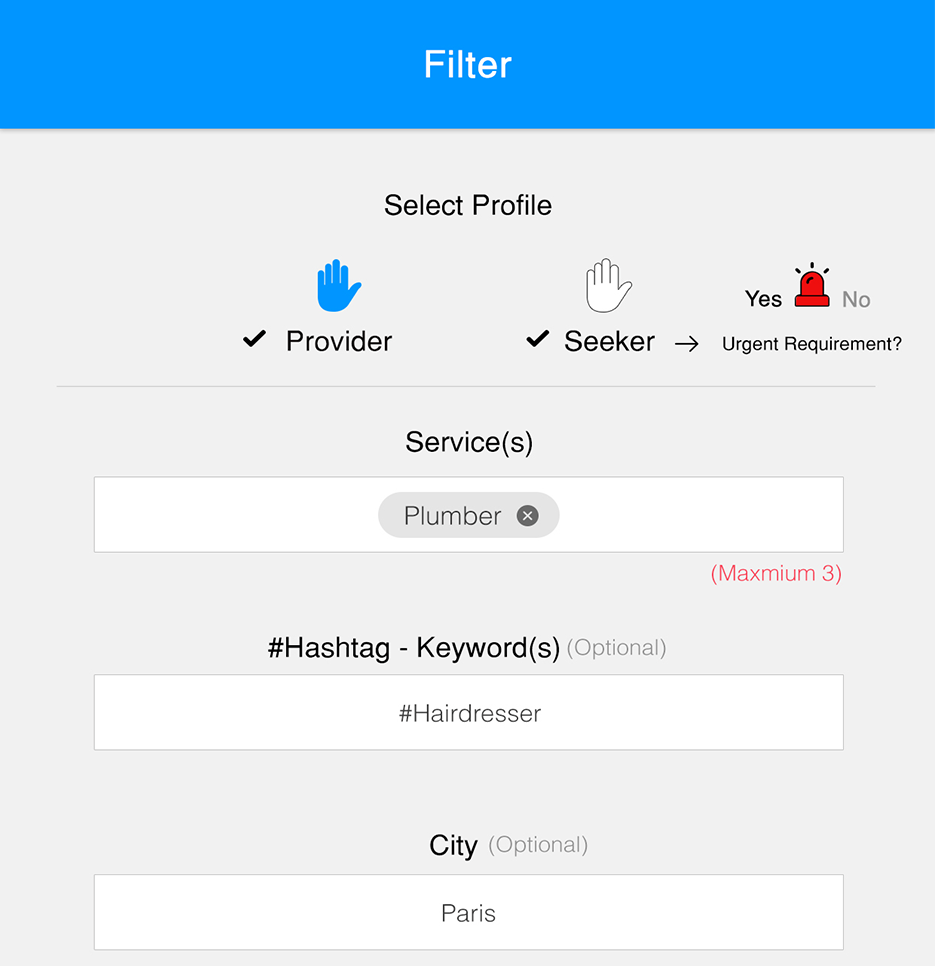 Filter
Select Profile
Yes No
Provider
Seeker → Urgent Requirement?
Service(s)
Plumber
(Maxmium 3)
#Hashtag - Keyword(s) (Optional)
#Hairdresser
City (Optional)
Paris